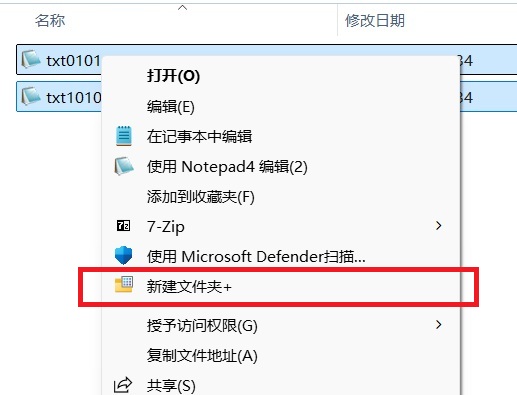 名称 修改日期
txt0101
34
txt1010
34
打开(O)
编辑(E)
在记事本中编辑
使用 Notepad4 编辑(2)
添加到收藏夹(F)
7-Zip
使用 Microsoft Defender扫描...
新建文件夹+
授予访问权限(G)
复制文件地址(A)
共享(S)